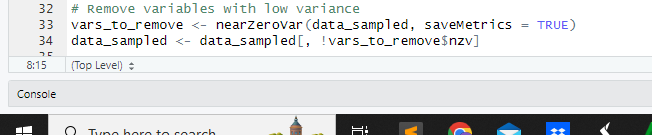 32 # Remove variables with low variance
33 vars_to_remove <- nearZeroVar(data_sampled, saveMetrics = TRUE)
34 data_sampled <- data_sampled[, !vars_to_remove$nzv]
8:15 (Top Level)
Console
Type here to search